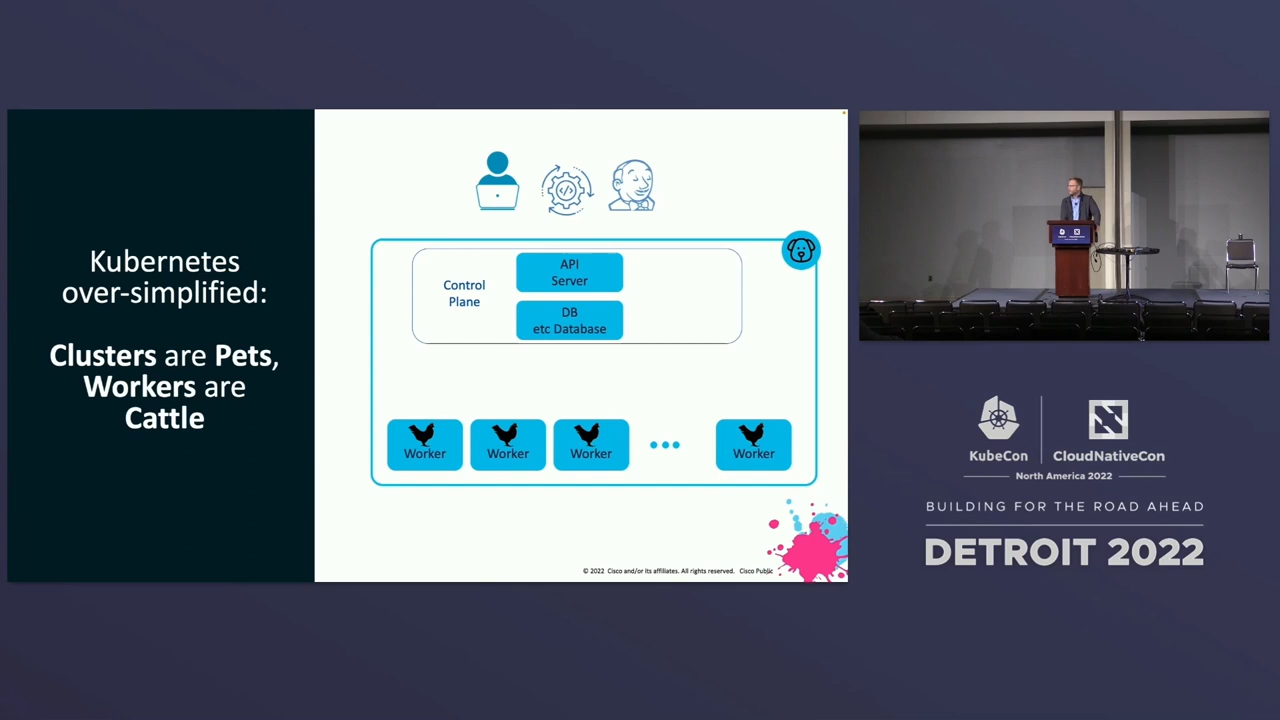 Kubernetes
over-simplified:
Clusters are Pets,
Workers are
Cattle
Control
Plane
API
Server
DB
etc Database
Worker
Worker
Worker
Worker
© 2022 Cisco and/or its affiliates. All rights reserved. Cisco Public
KubeCon
CloudNativeCon
North America 2022
BUILDING FOR THE ROAD AHEAD
DETROIT 2022